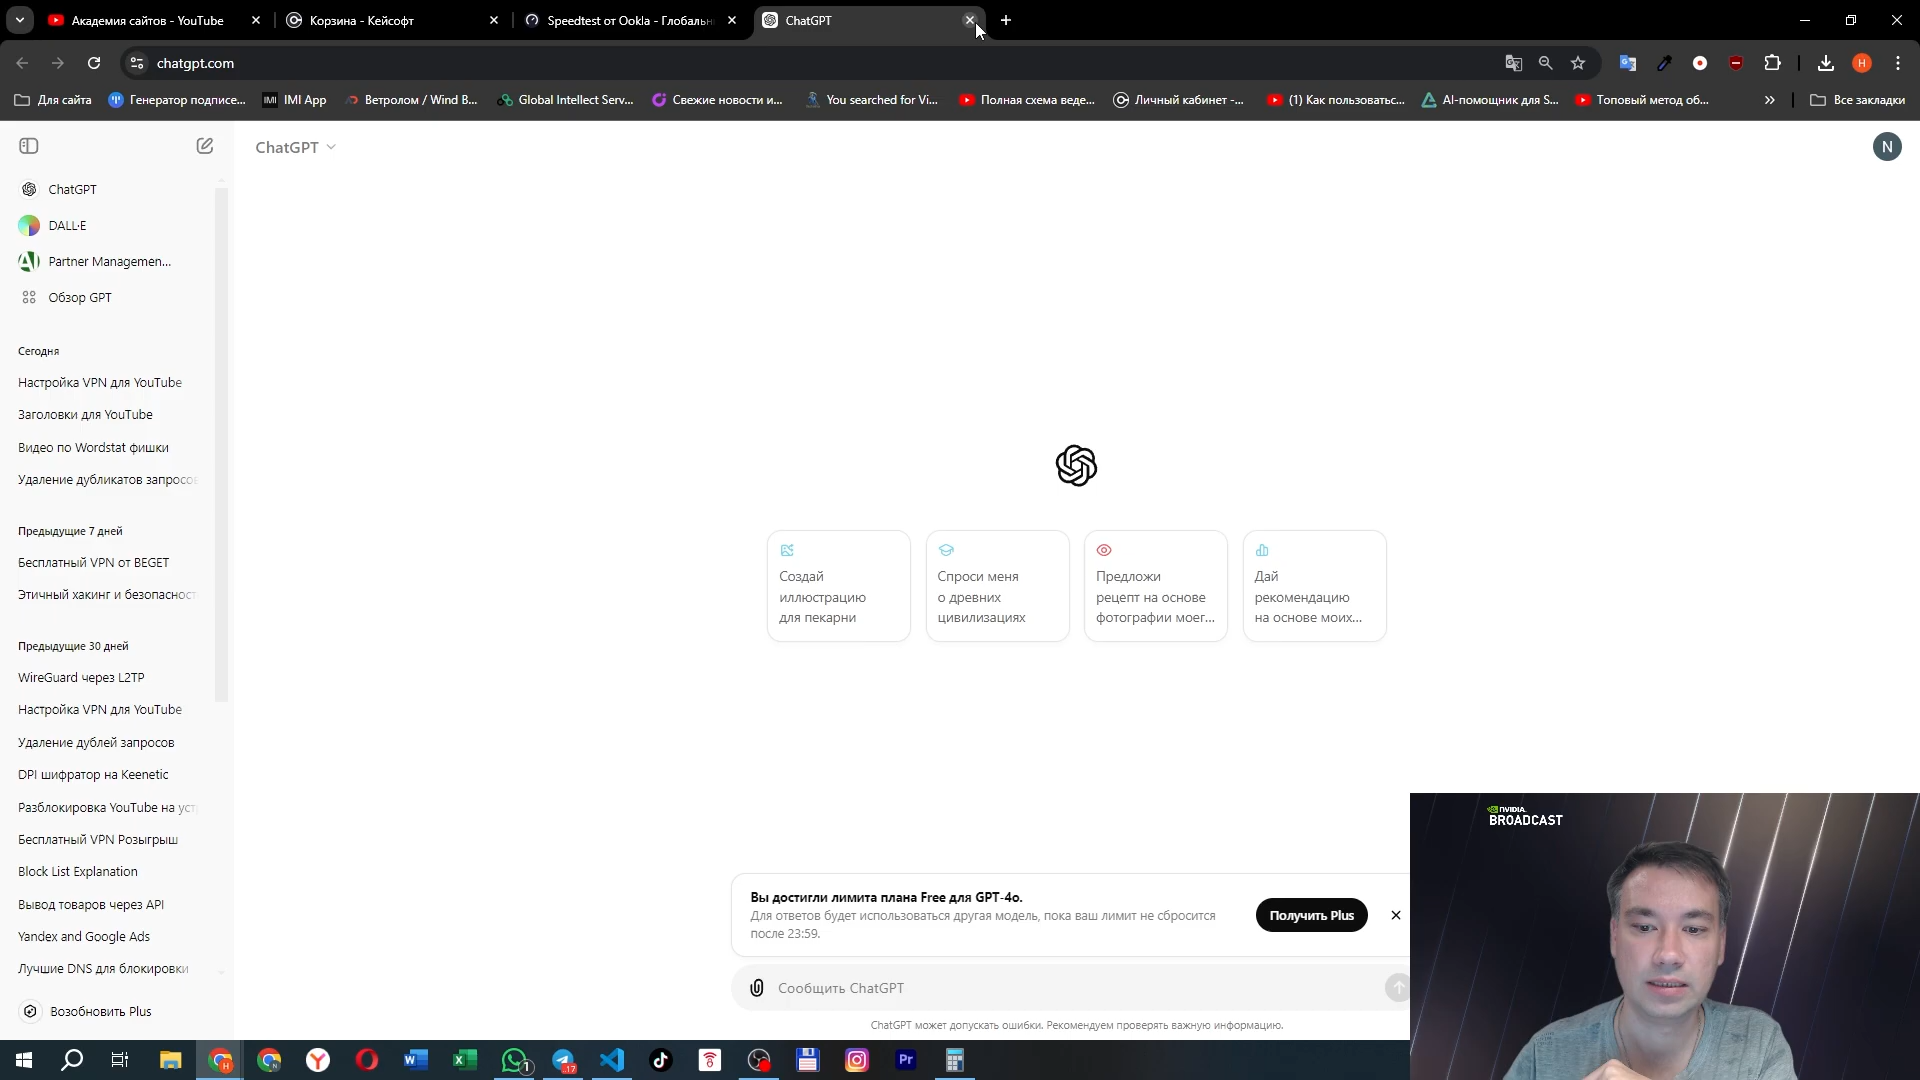 Академия сайтов - YouTube
Корзина - Кейсофт
Speedtest от Ookla - Глобальн
ChatGPT
chatgpt.com
Для сайта
Генератор подписе...
IMI App
Ветролом / Wind B...
Global Intellect Serv...
Свежие новости и...
You searched for Vi...
Полная схема веде...
Личный кабинет -...
(1) Как пользоватьс...
AI-помощник для S...
Топовый метод об...
Все закладки
ChatGPT
N
ChatGPT
DALL·E
Partner Managemen...
Обзор GPT
Сегодня
Настройка VPN для YouTube
Заголовки для YouTube
Видео по Wordstat фишки
Удаление дубликатов запросов
Предыдущие 7 дней
Бесплатный VPN от BEGET
Этичный хакинг и безопасност
Предыдущие 30 дней
WireGuard через L2TP
Настройка VPN для YouTube
Удаление дублей запросов
DPI шифратор на Keenetic
Разблокировка YouTube на уст
Бесплатный VPN Розыгрыш
Block List Explanation
Вывод товаров через API
Yandex and Google Ads
Лучшие DNS для блокировки
Возобновить Plus
Создай
иллюстрацию
для пекарни
Спроси меня
о древних
цивилизациях
Предложи
рецепт на основе
фотографии моег...
Дай
рекомендацию
на основе моих...
Вы достигли лимита плана Free для GPT-4o.
Для ответов будет использоваться другая модель, пока ваш лимит не сбросится
после 23:59.
Получить Plus
Сообщить ChatGPT
ChatGPT может допускать ошибки. Рекомендуем проверять важную информацию.
NVIDIA.
BROADCAST